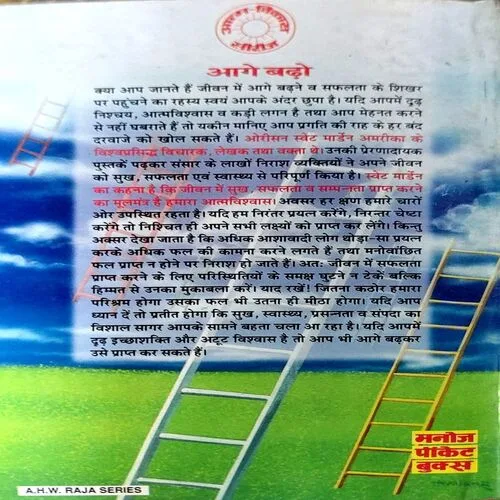 आत्म-विकास
सीरीज
आगे बढ़ो
क्या आप जानते हैं जीवन में आगे बढ़ने व सफलता के शिखर
पर पहुंचने का रहस्य स्वयं आपके अंदर छुपा है। यदि आपमें दृढ़
निश्चय, आत्मविश्वास व कड़ी लगन है तथा आप मेहनत करने
से नहीं घबराते हैं तो यकीन मानिए आप प्रगति की राह के हर बंद
दरवाजे को खोल सकते हैं। ओरीसन स्वेट मार्डेन अमरीका के
विश्वप्रसिद्ध विचारक, लेखक तथा वक्ता थे। उनकी प्रेरणादायक
पुस्तकें पढ़कर संसार के लाखों निराश व्यक्तियों ने अपने जीवन
को सुख, सफलता एवं स्वास्थ्य से परिपूर्ण किया है। स्वेट मार्डेन
का कहना है कि जीवन में सुख, सफलता व सम्पन्नता प्राप्त करने
का मूलमंत्र है हमारा आत्मविश्वास। अवसर हर क्षण हमारे चारों
ओर उपस्थित रहता है। यदि हम निरंतर प्रयत्न करेंगे, निरन्तर चेष्टा
करेंगे तो निश्चित ही अपने सभी लक्ष्यों को प्राप्त कर लेंगे। किन्तु
अक्सर देखा जाता है कि अधिक आशावादी लोग थोड़ा-सा प्रयत्न
करके अधिक फल की कामना करने लगते हैं तथा मनोवांछित
फल प्राप्त न होने पर निराश हो जाते हैं। अत: जीवन में सफलता
प्राप्त करने के लिए परिस्थितियों के समक्ष घुटने न टेकें बल्कि
हिम्मत से उनका मुकाबला करें। याद रखें! जितना कठोर हमारा
परिश्रम होगा उसका फल भी उतना ही मीठा होगा। यदि आप
ध्यान दें तो प्रतीत होगा कि सुख, स्वास्थ्य, प्रसन्नता व संपदा का
विशाल सागर आपके सामने बहता चला आ रहा है। यदि आपमें
दृढ़ इच्छाशक्ति और अटूट विश्वास है तो आप भी आगे बढ़कर
उसे प्राप्त कर सकते हैं।
मनोज
पॉकेट
बुक्स
A.H.W. RAJA SERIES